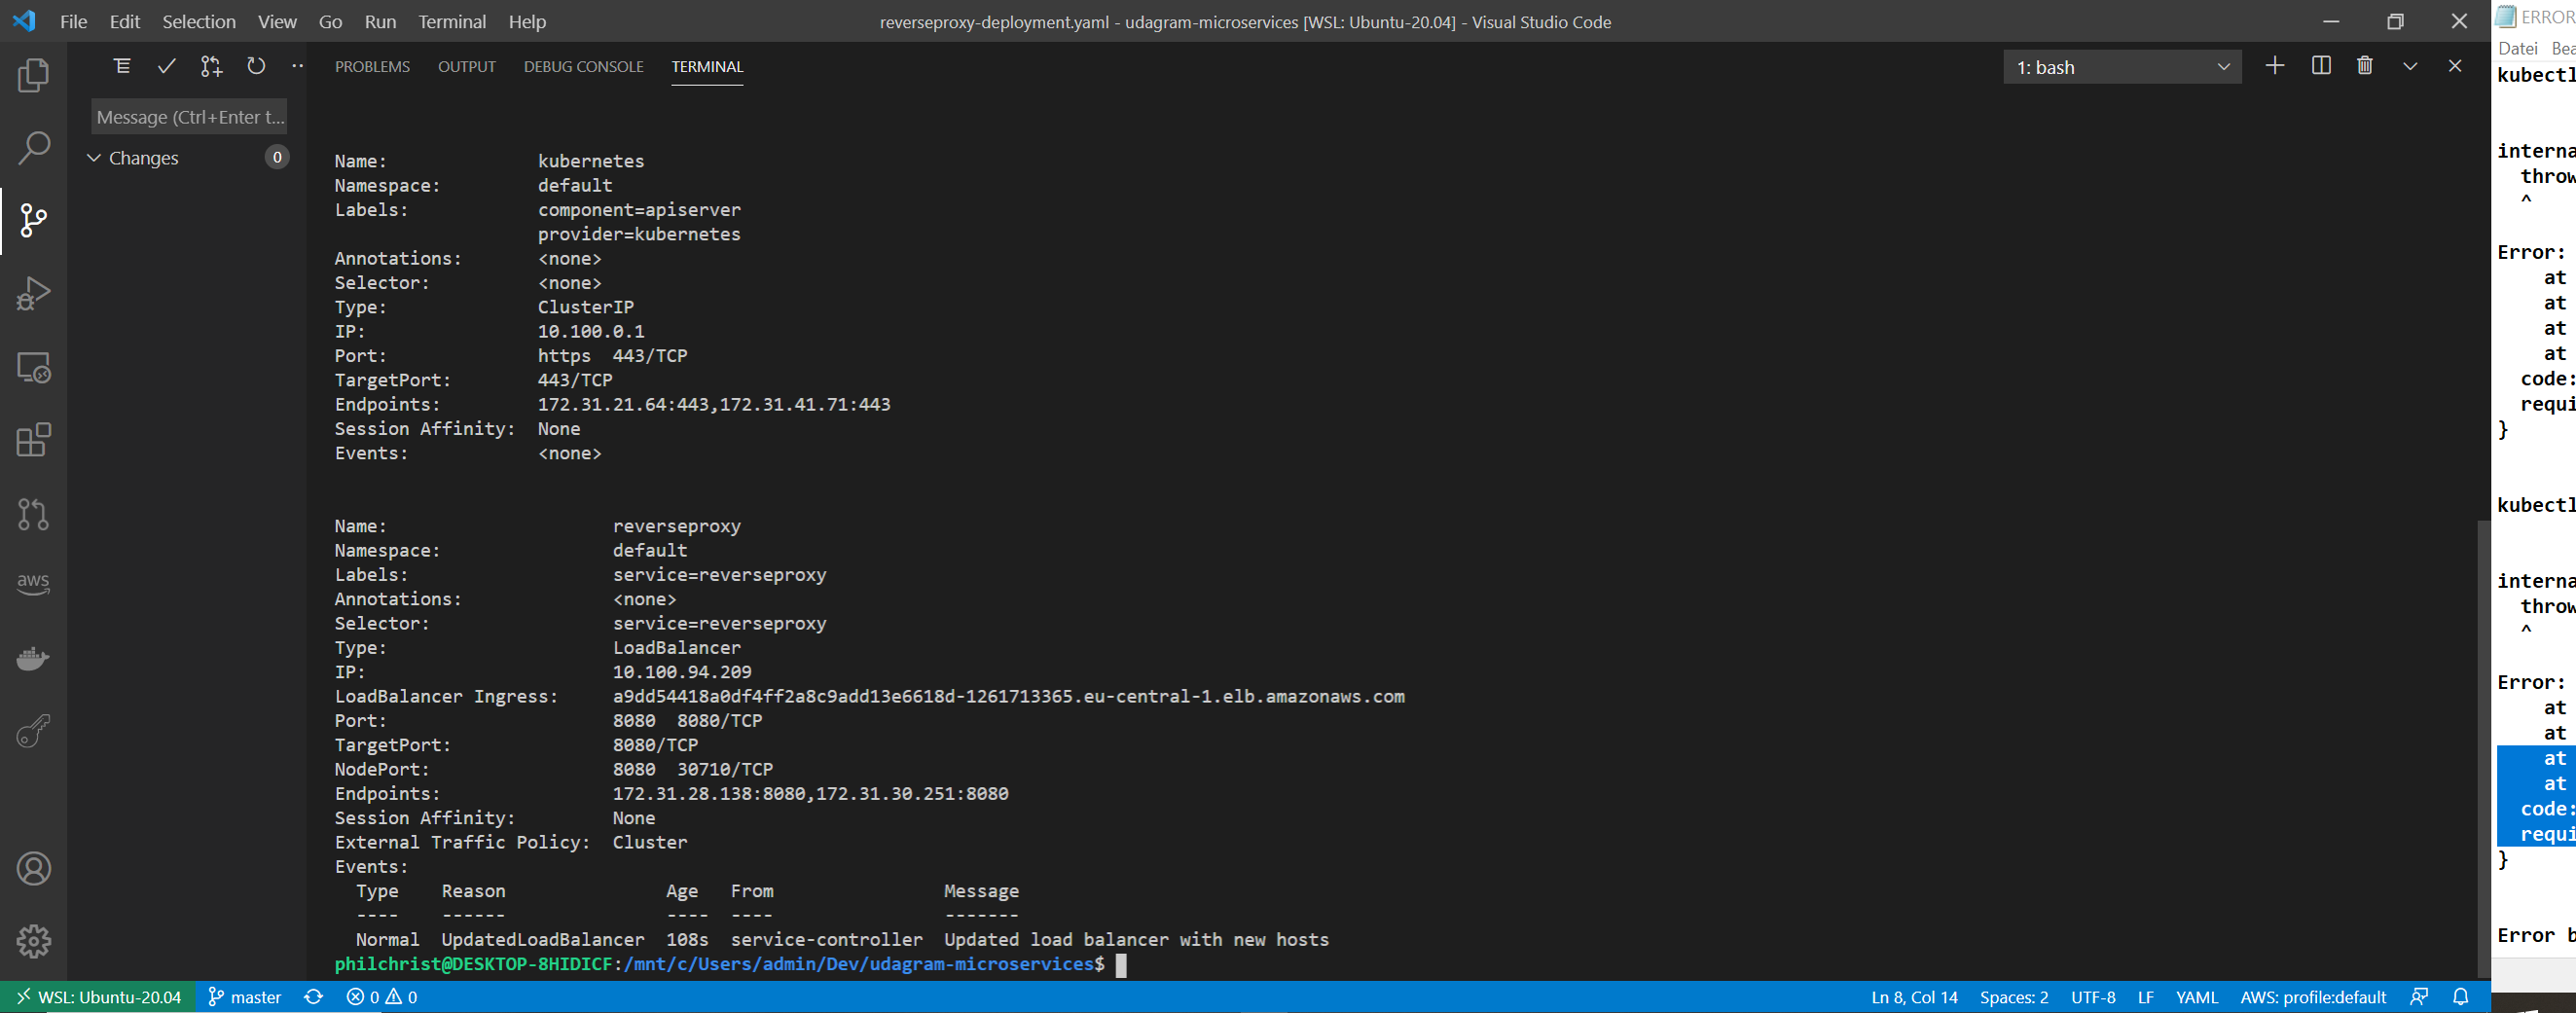 File Edit Selection View Go Run Terminal Help
reverseproxy-deployment.yaml - udagram-microservices [WSL: Ubuntu-20.04] - Visual Studio Code
PROBLEMS OUTPUT DEBUG CONSOLE TERMINAL
1: bash
Message (Ctrl+Enter t...
Changes 0
aws
Name: kubernetes
Namespace: default
Labels: component=apiserver
provider=kubernetes
Annotations: <none>
Selector: <none>
Type: ClusterIP
IP: 10.100.0.1
Port: https 443/TCP
TargetPort: 443/TCP
Endpoints: 172.31.21.64:443,172.31.41.71:443
Session Affinity: None
Events: <none>
Name: reverseproxy
Namespace: default
Labels: service=reverseproxy
Annotations: <none>
Selector: service=reverseproxy
Type: LoadBalancer
IP: 10.100.94.209
LoadBalancer Ingress: a9dd54418a0df4ff2a8c9add13e6618d-1261713365.eu-central-1.elb.amazonaws.com
Port: 8080 8080/TCP
TargetPort: 8080/TCP
NodePort: 8080 30710/TCP
Endpoints: 172.31.28.138:8080,172.31.30.251:8080
Session Affinity: None
External Traffic Policy: Cluster
Events:
Type Reason Age From Message
---- ------ ---- ---- -------
Normal UpdatedLoadBalancer 108s service-controller Updated load balancer with new hosts
philchrist@DESKTOP-8HIDICF:/mnt/c/Users/admin/Dev/udagram-microservices$
WSL: Ubuntu-20.04 master 0 0
Ln 8, Col 14 Spaces: 2 UTF-8 LF YAML AWS: profile:default
ERROR
Datei Bea
kubectl
interna
throw
^
Error:
at
at
at
at
code:
requi
}
kubectl
interna
throw
^
Error:
at
at
at
at
code:
requi
}
Error b